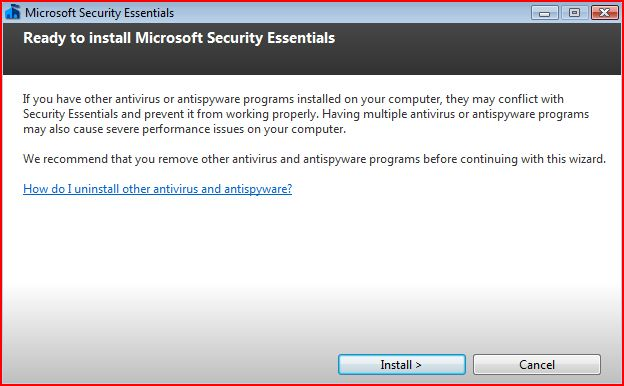 Microsoft Security Essentials
Ready to install Microsoft Security Essentials
If you have other antivirus or antispyware programs installed on your computer, they may conflict with
Security Essentials and prevent it from working properly. Having multiple antivirus or antispyware programs
may also cause severe performance issues on your computer.
We recommend that you remove other antivirus and antispyware programs before continuing with this wizard.
How do I uninstall other antivirus and antispyware?
Install >
Cancel